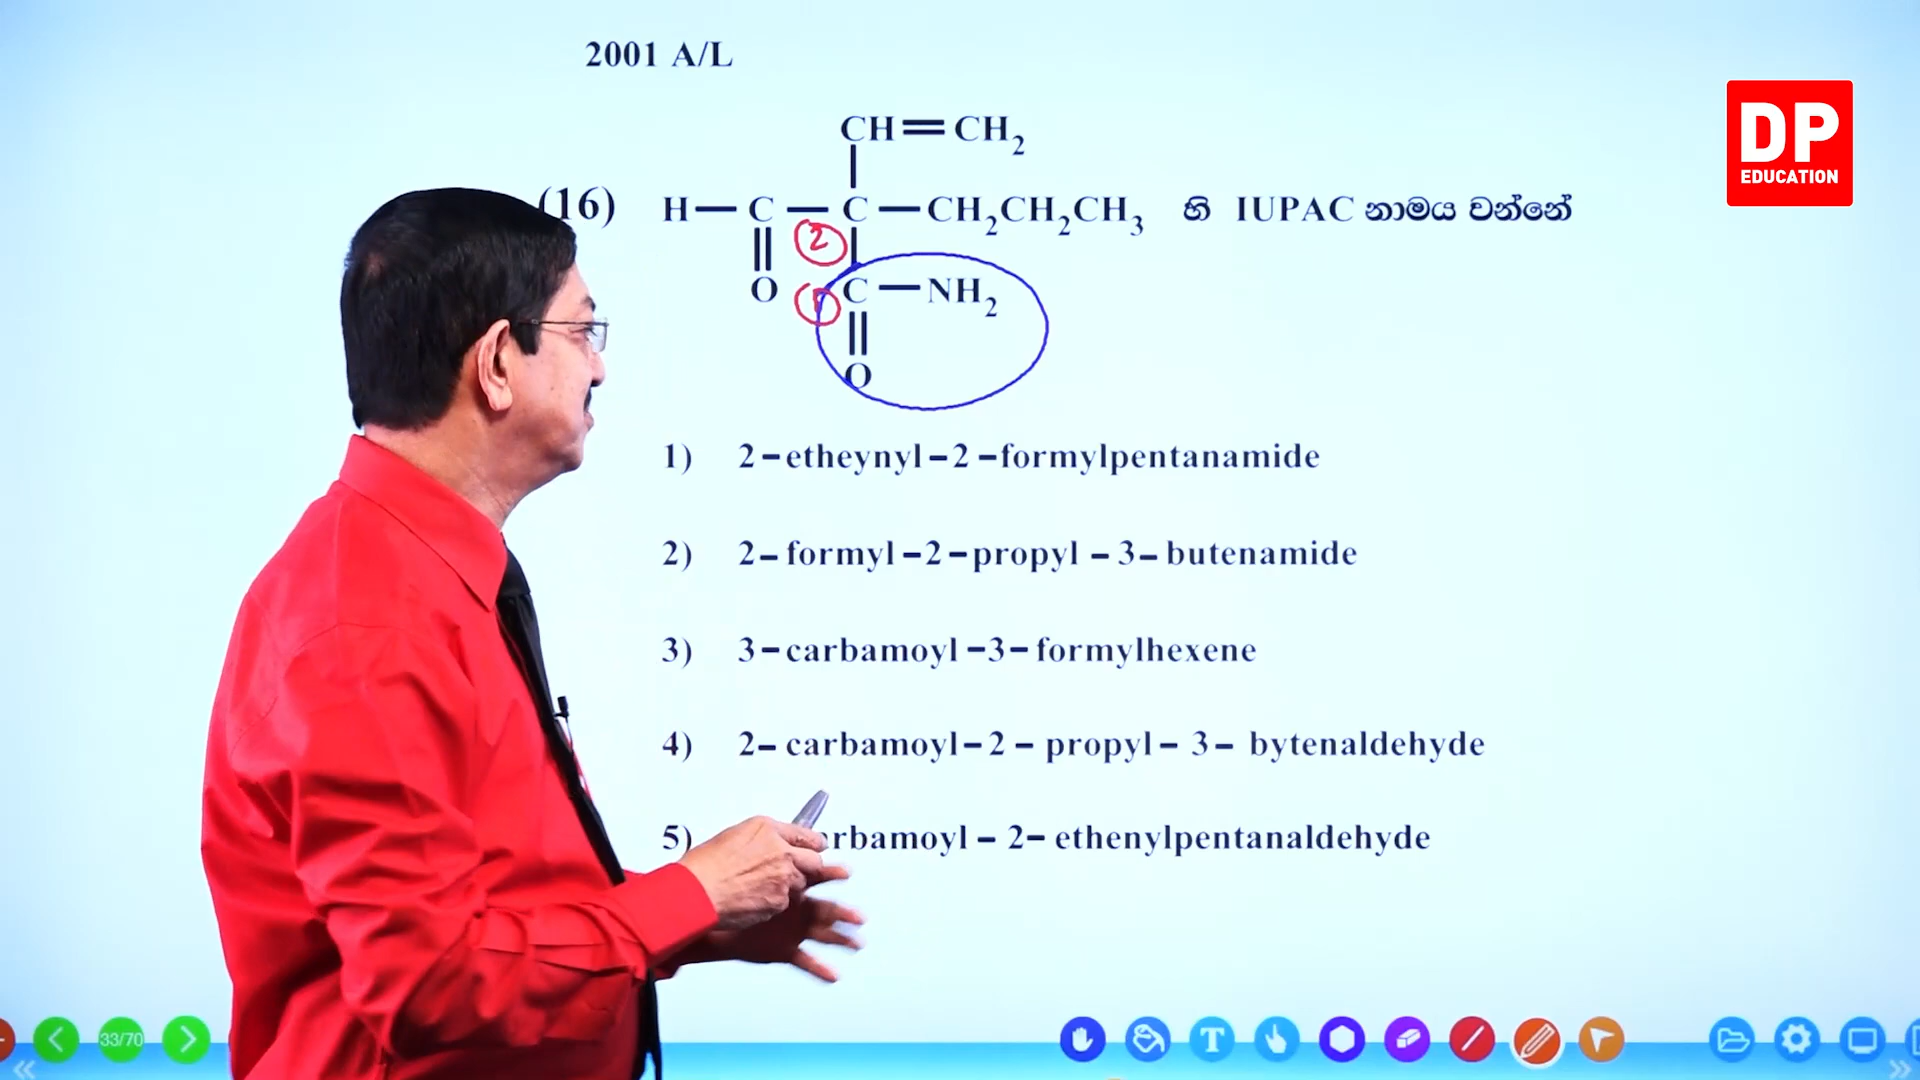 2001 A/L
DP
EDUCATION
CH=CH2
(16) H—C—C—CH2CH2CH3 හි IUPAC නාමය වන්නේ
2
O 1 C—NH2
O
1) 2-etheynyl-2-formylpentanamide
2) 2-formyl-2-propyl-3-butenamide
3) 3-carbamoyl-3-formylhexene
4) 2-carbamoyl-2-propyl-3-bytenaldehyde
5) arbamoyl-2-ethenylpentanaldehyde
33/70
T